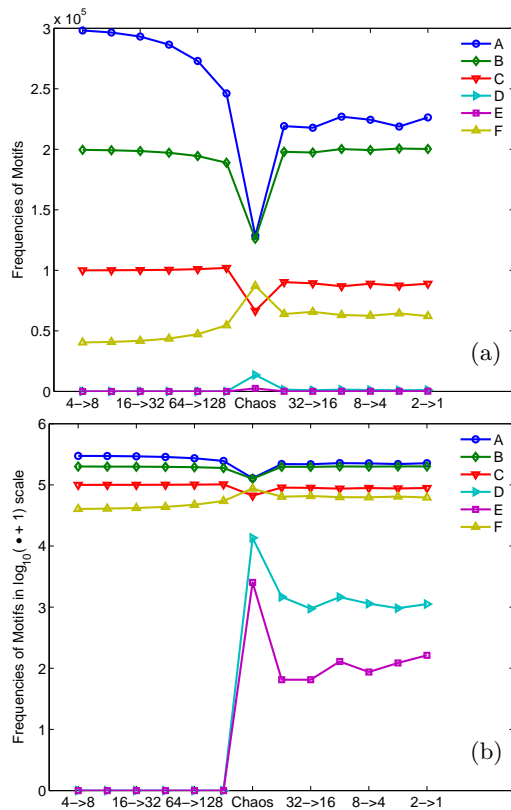 x 10^5
3
2.5
2
1.5
1
0.5
0
Frequencies of Motifs
A
B
C
D
E
F
(a)
4−>8 16−>32 64−>128 Chaos 32−>16 8−>4 2−>1
6
5
4
3
2
1
0
Frequencies of Motifs in log10(• + 1) scale
A
B
C
D
E
F
(b)
4−>8 16−>32 64−>128 Chaos 32−>16 8−>4 2−>1